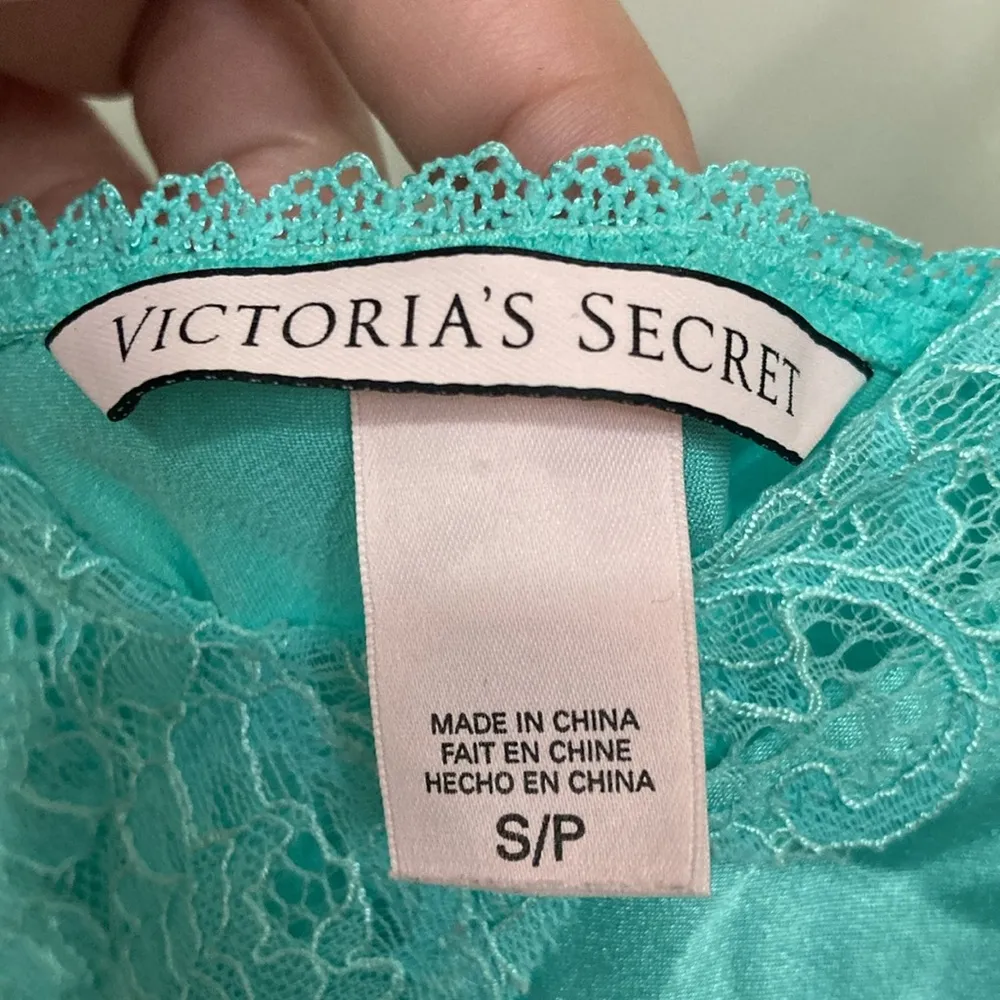 VICTORIA'S SECRET
MADE IN CHINA
FAIT EN CHINE
HECHO EN CHINA
S/P